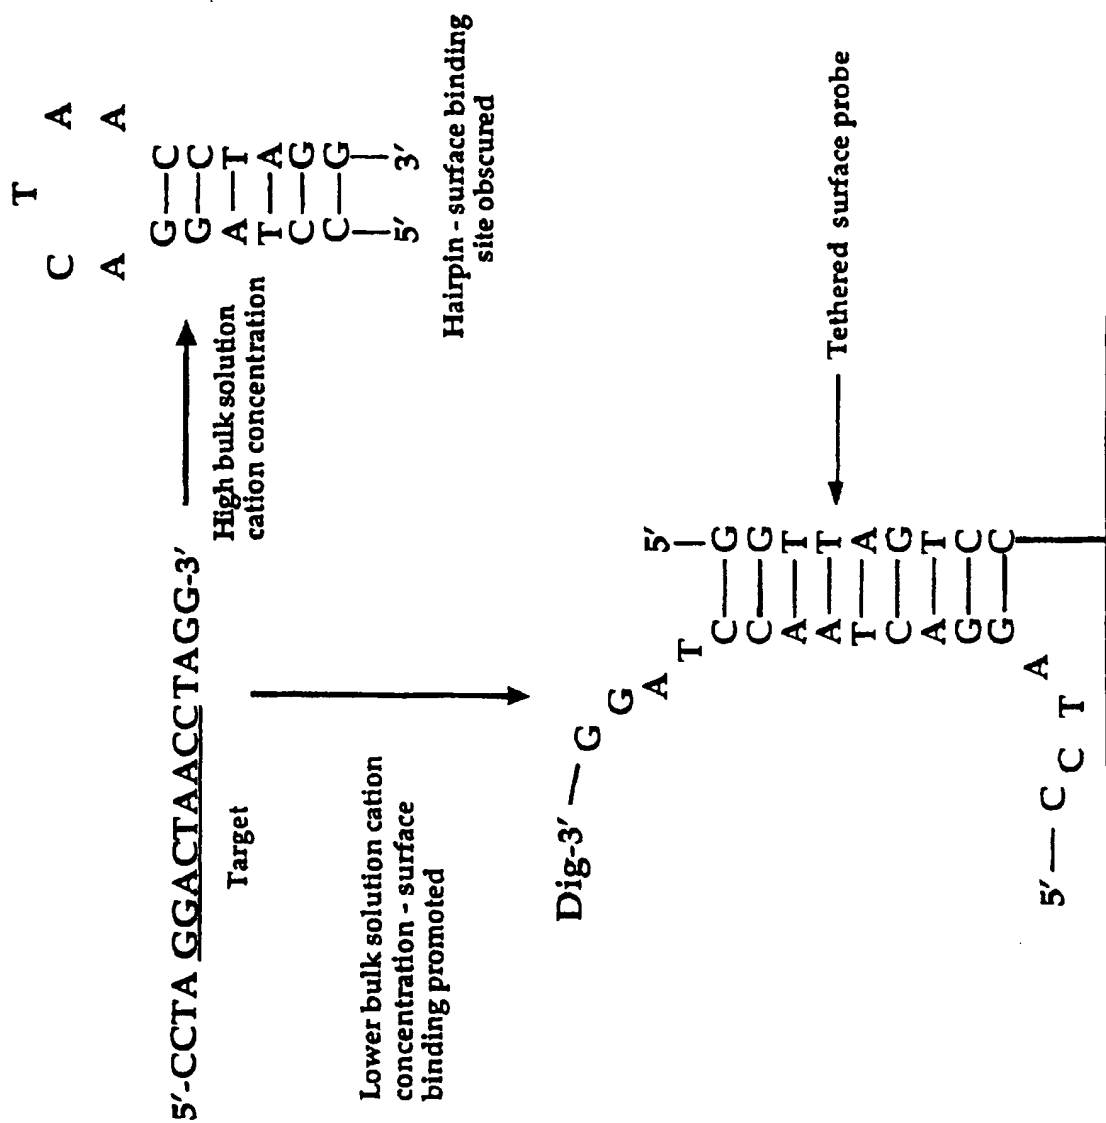 T
C A
A A
G—C
G—C
A—T
T—A
C—G
C—G
5′ 3′
5′-CCTA GGACTAACCTAGG-3′
Target
High bulk solution
cation concentration
Hairpin - surface binding
site obscured
Lower bulk solution cation
concentration - surface
binding promoted
Dig-3′ — G
G
A
T
5′
C—G
C—G
A—T
A—T
T—A
C—G
A—T
G—C
G—C
Tethered surface probe
A
T
C
5′ — C